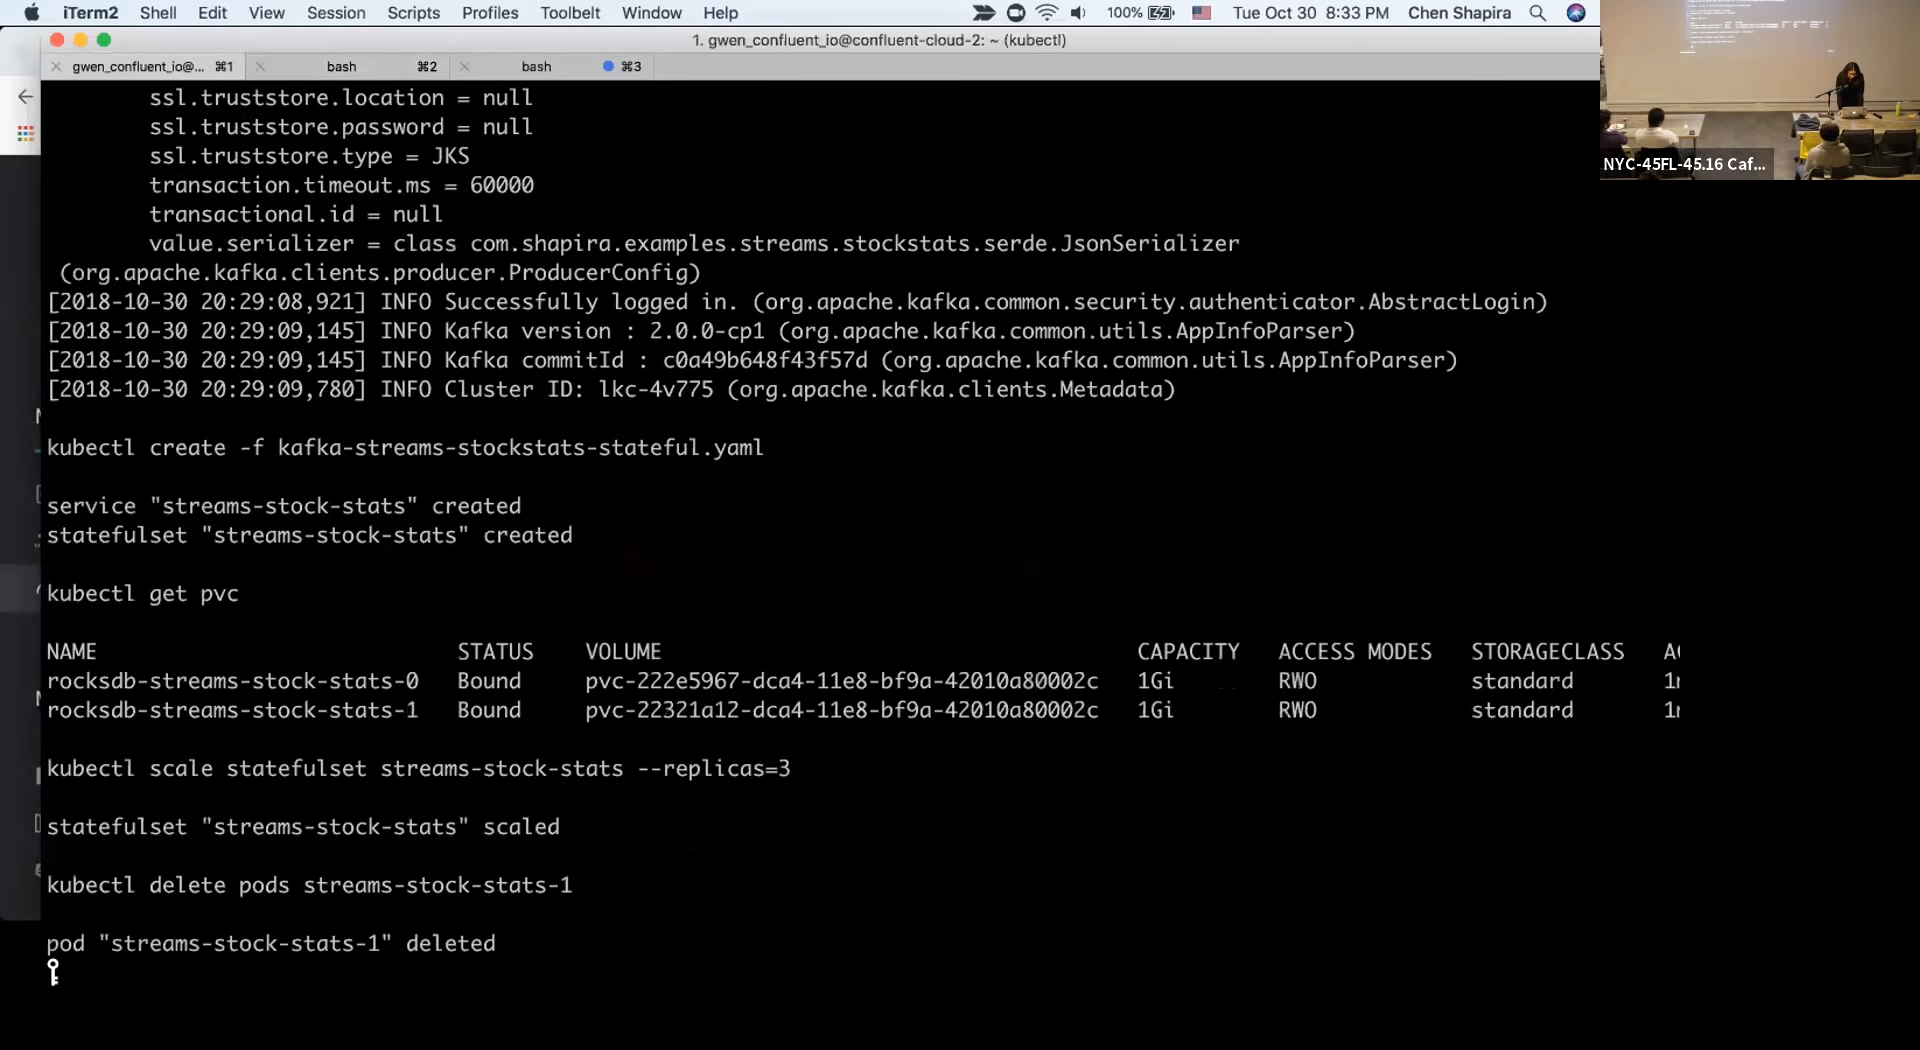 iTerm2 Shell Edit View Session Scripts Profiles Toolbelt Window Help 100% Tue Oct 30 8:33 PM Chen Shapira
1. gwen_confluent_io@confluent-cloud-2: ~ (kubectl)
gwen_confluent_io@... ⌘1 bash ⌘2 bash ⌘3
ssl.truststore.location = null
ssl.truststore.password = null
ssl.truststore.type = JKS
transaction.timeout.ms = 60000
transactional.id = null
value.serializer = class com.shapira.examples.streams.stockstats.serde.JsonSerializer
(org.apache.kafka.clients.producer.ProducerConfig)
[2018-10-30 20:29:08,921] INFO Successfully logged in. (org.apache.kafka.common.security.authenticator.AbstractLogin)
[2018-10-30 20:29:09,145] INFO Kafka version : 2.0.0-cp1 (org.apache.kafka.common.utils.AppInfoParser)
[2018-10-30 20:29:09,145] INFO Kafka commitId : c0a49b648f43f57d (org.apache.kafka.common.utils.AppInfoParser)
[2018-10-30 20:29:09,780] INFO Cluster ID: lkc-4v775 (org.apache.kafka.clients.Metadata)
kubectl create -f kafka-streams-stockstats-stateful.yaml
service "streams-stock-stats" created
statefulset "streams-stock-stats" created
kubectl get pvc
NAME STATUS VOLUME CAPACITY ACCESS MODES STORAGECLASS
rocksdb-streams-stock-stats-0 Bound pvc-222e5967-dca4-11e8-bf9a-42010a80002c 1Gi RWO standard
rocksdb-streams-stock-stats-1 Bound pvc-22321a12-dca4-11e8-bf9a-42010a80002c 1Gi RWO standard
kubectl scale statefulset streams-stock-stats --replicas=3
statefulset "streams-stock-stats" scaled
kubectl delete pods streams-stock-stats-1
pod "streams-stock-stats-1" deleted
NYC-45FL-45.16 Caf...